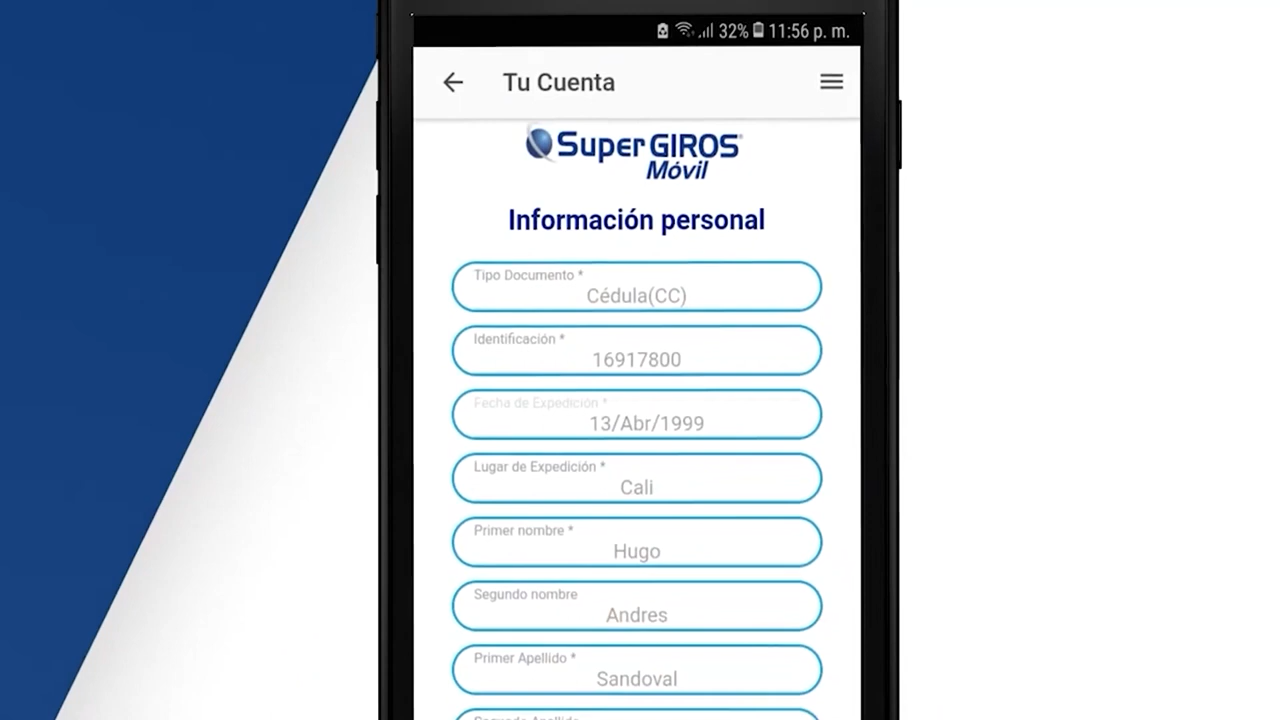 32% 11:56 p. m.
Tu Cuenta
SuperGIROS
Móvil
Información personal
Tipo Documento *
Cédula(CC)
Identificación *
16917800
Fecha de Expedición *
13/Abr/1999
Lugar de Expedición *
Cali
Primer nombre *
Hugo
Segundo nombre
Andres
Primer Apellido *
Sandoval